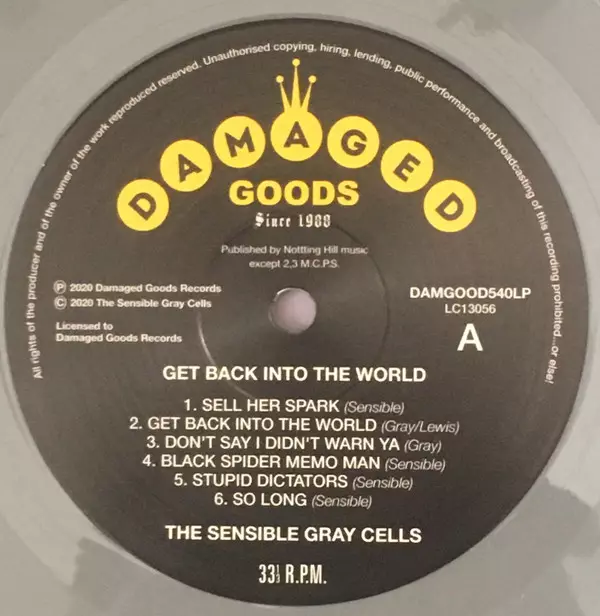 All rights of the producer and of the owner of the work reproduced reserved. Unauthorised copying, hiring, lending, public performance and broadcasting of this recording prohibited...or else!
DAMAGED
GOODS
Since 1988
Published by Nottting Hill music
except 2,3 M.C.P.S.
℗ 2020 Damaged Goods Records
© 2020 The Sensible Gray Cells
Licensed to
Damaged Goods Records
DAMGOOD540LP
LC13056
A
GET BACK INTO THE WORLD
1. SELL HER SPARK (Sensible)
2. GET BACK INTO THE WORLD (Gray/Lewis)
3. DON'T SAY I DIDN'T WARN YA (Gray)
4. BLACK SPIDER MEMO MAN (Sensible)
5. STUPID DICTATORS (Sensible)
6. SO LONG (Sensible)
THE SENSIBLE GRAY CELLS
33⅓ R.P.M.